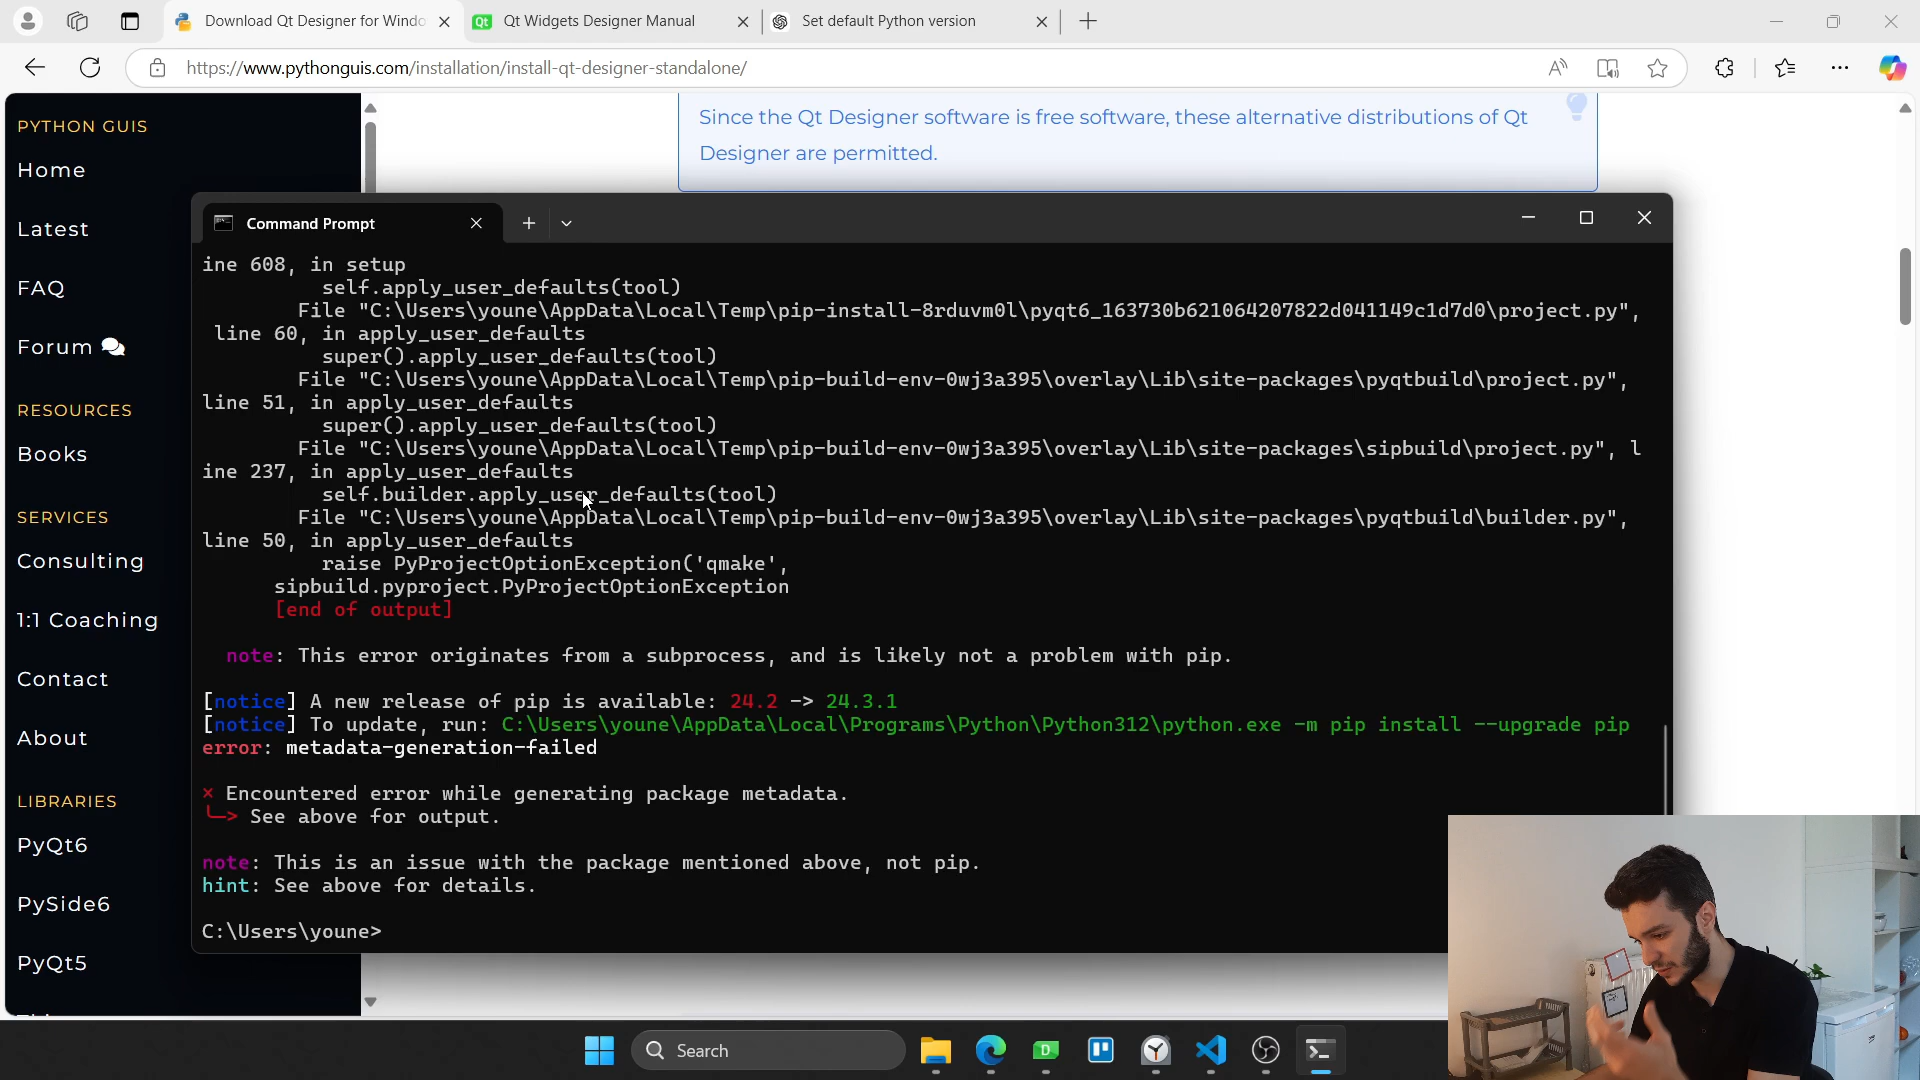 Download Qt Designer for Windo
Qt Widgets Designer Manual
Set default Python version
https://www.pythonguis.com/installation/install-qt-designer-standalone/
PYTHON GUIS
Home
Latest
FAQ
Forum
RESOURCES
Books
SERVICES
Consulting
1:1 Coaching
Contact
About
LIBRARIES
PyQt6
PySide6
PyQt5
Since the Qt Designer software is free software, these alternative distributions of Qt
Designer are permitted.
Command Prompt
ine 608, in setup
self.apply_user_defaults(tool)
File "C:\Users\youne\AppData\Local\Temp\pip-install-8rduvm0l\pyqt6_163730b621064207822d041149c1d7d0\project.py",
line 60, in apply_user_defaults
super().apply_user_defaults(tool)
File "C:\Users\youne\AppData\Local\Temp\pip-build-env-0wj3a395\overlay\Lib\site-packages\pyqtbuild\project.py",
line 51, in apply_user_defaults
super().apply_user_defaults(tool)
File "C:\Users\youne\AppData\Local\Temp\pip-build-env-0wj3a395\overlay\Lib\site-packages\sipbuild\project.py", l
ine 237, in apply_user_defaults
self.builder.apply_user_defaults(tool)
File "C:\Users\youne\AppData\Local\Temp\pip-build-env-0wj3a395\overlay\Lib\site-packages\pyqtbuild\builder.py",
line 50, in apply_user_defaults
raise PyProjectOptionException('qmake',
sipbuild.pyproject.PyProjectOptionException
[end of output]
note: This error originates from a subprocess, and is likely not a problem with pip.
[notice] A new release of pip is available: 24.2 -> 24.3.1
[notice] To update, run: C:\Users\youne\AppData\Local\Programs\Python\Python312\python.exe -m pip install --upgrade pip
error: metadata-generation-failed
× Encountered error while generating package metadata.
╰─> See above for output.
note: This is an issue with the package mentioned above, not pip.
hint: See above for details.
C:\Users\youne>
Search